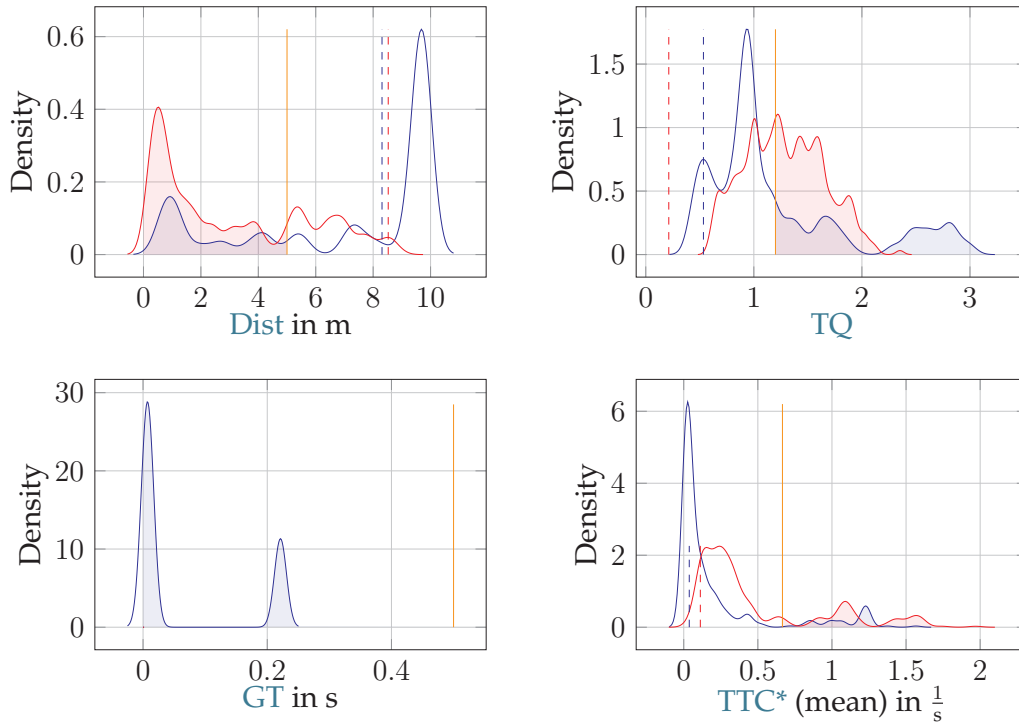 0.6
0.4
0.2
0
Density
0 2 4 6 8 10
Dist in m
1.5
1
0.5
0
Density
0 1 2 3
TQ
30
20
10
0
Density
0 0.2 0.4
GT in s
6
4
2
0
Density
0 0.5 1 1.5 2
TTC* (mean) in 1/s